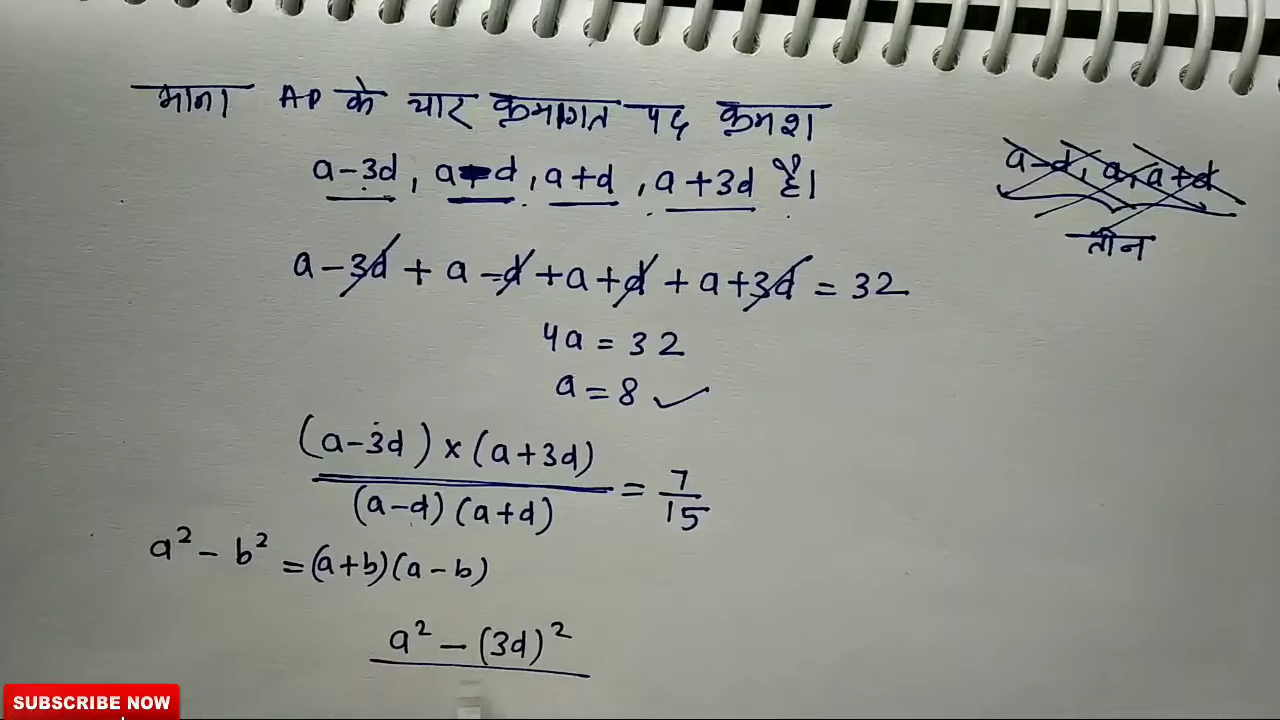 माना AP के चार क्रमागत पद क्रमश
a-3d, a-d, a+d, a+3d है।
a-d, a, a+d
तीन
a-3d + a-d + a+d + a+3d = 32
4a = 32
a = 8 ✓
(a-3d) × (a+3d)
(a-d) (a+d)
= 7/15
a² - b² = (a+b)(a-b)
a² - (3d)²
SUBSCRIBE NOW